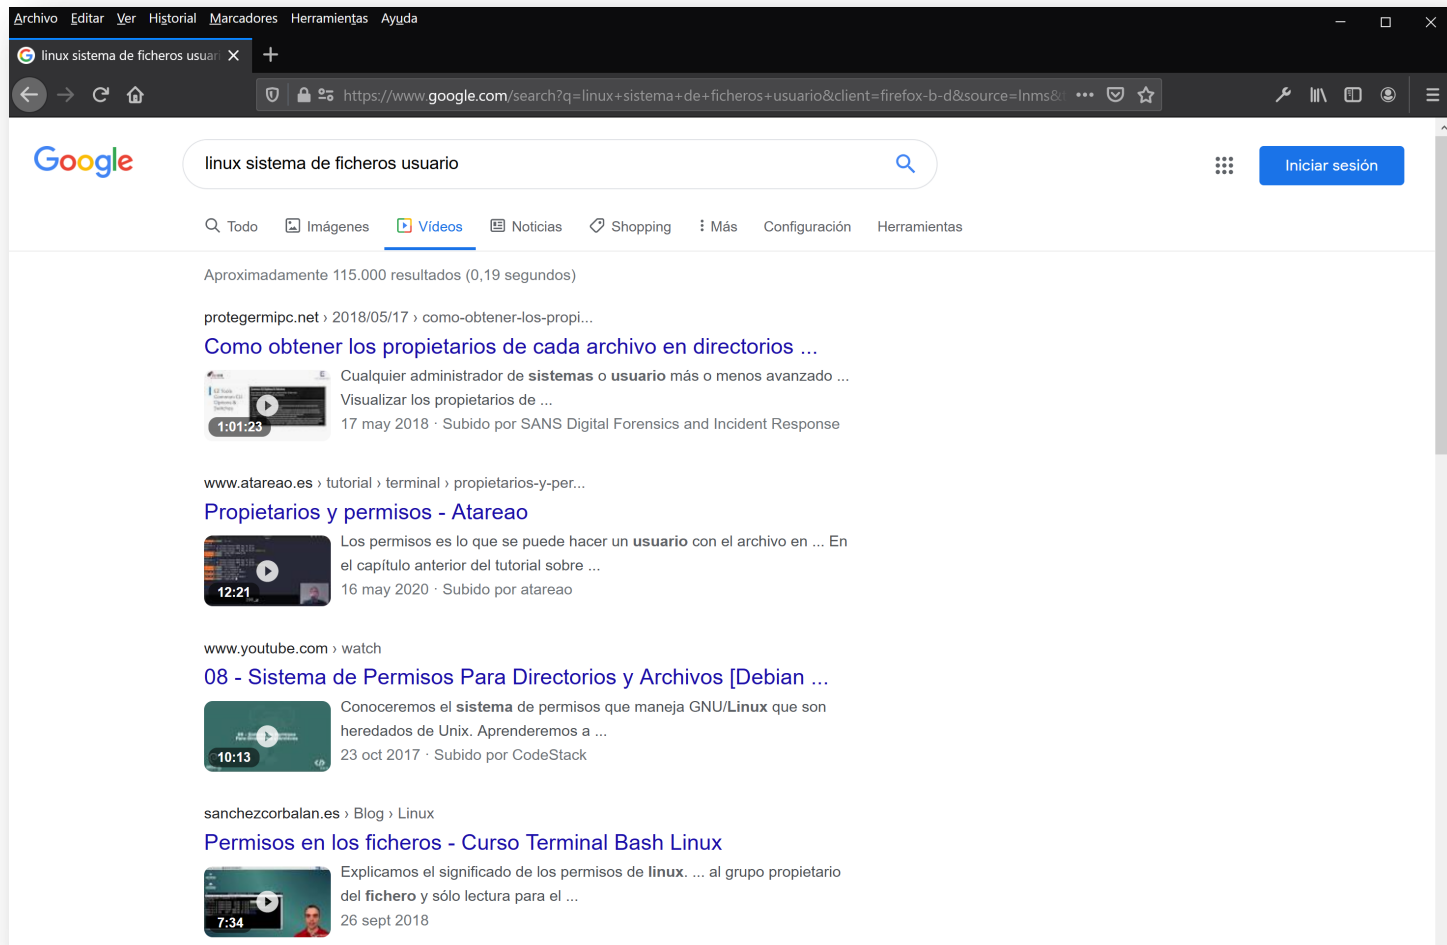 Archivo Editar Ver Historial Marcadores Herramientas Ayuda
linux sistema de ficheros usuari
https://www.google.com/search?q=linux+sistema+de+ficheros+usuario&client=firefox-b-d&source=lnms&
Google
linux sistema de ficheros usuario
Iniciar sesión
Todo Imágenes Vídeos Noticias Shopping Más Configuración Herramientas
Aproximadamente 115.000 resultados (0,19 segundos)
protegermipc.net › 2018/05/17 › como-obtener-los-propi...
Como obtener los propietarios de cada archivo en directorios ...
Cualquier administrador de sistemas o usuario más o menos avanzado ...
Visualizar los propietarios de ...
17 may 2018 · Subido por SANS Digital Forensics and Incident Response
1:01:23
www.atareao.es › tutorial › terminal › propietarios-y-per...
Propietarios y permisos - Atareao
Los permisos es lo que se puede hacer un usuario con el archivo en ... En
el capítulo anterior del tutorial sobre ...
16 may 2020 · Subido por atareao
12:21
www.youtube.com › watch
08 - Sistema de Permisos Para Directorios y Archivos [Debian ...
Conoceremos el sistema de permisos que maneja GNU/Linux que son
heredados de Unix. Aprenderemos a ...
23 oct 2017 · Subido por CodeStack
10:13
sanchezcorbalan.es › Blog › Linux
Permisos en los ficheros - Curso Terminal Bash Linux
Explicamos el significado de los permisos de linux. ... al grupo propietario
del fichero y sólo lectura para el ...
26 sept 2018
7:34